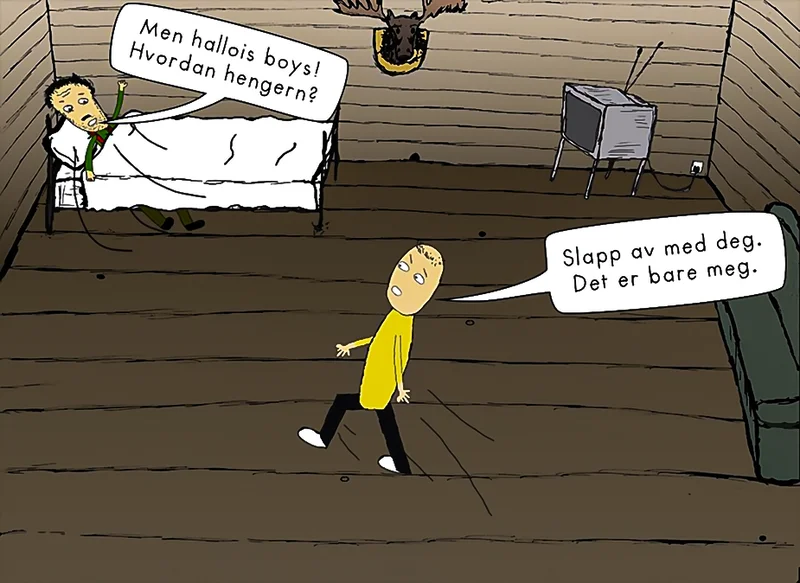 Men hallois boys!
Hvordan hengern?
Slapp av med deg.
Det er bare meg.